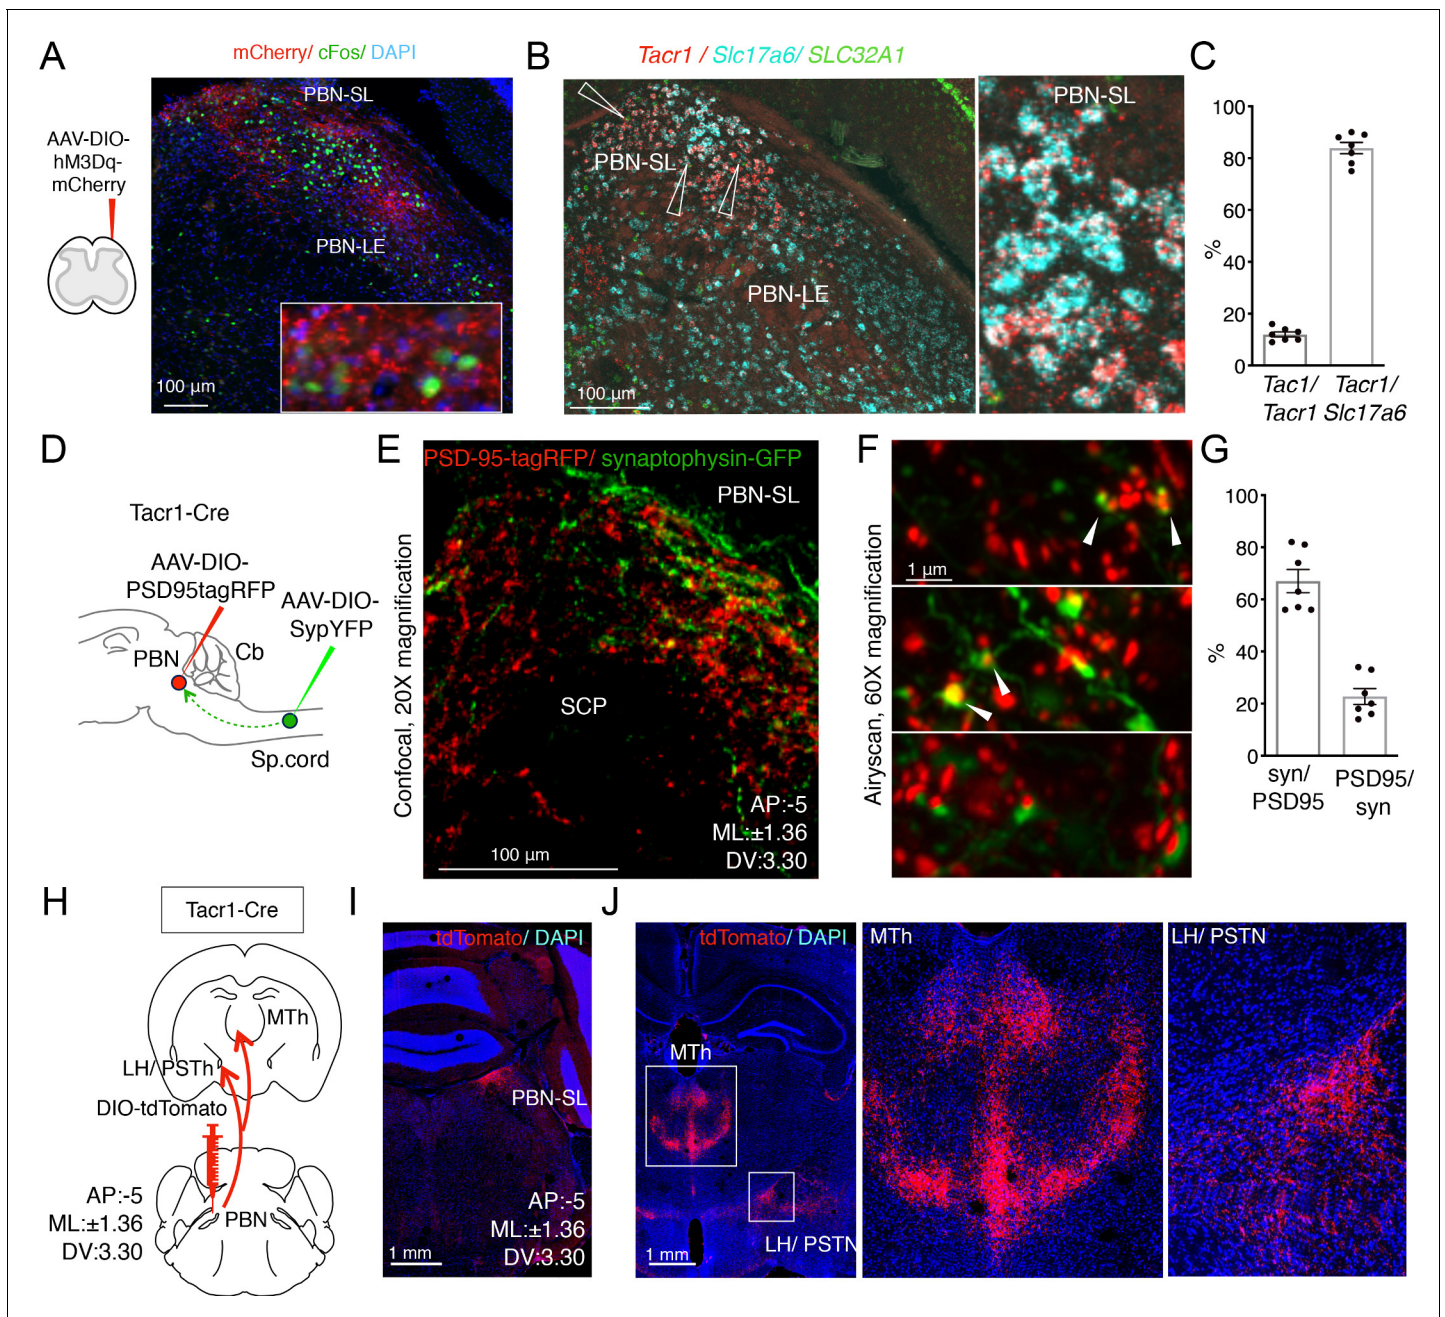 A
mCherry/ cFos/ DAPI
AAV-DIO-
hM3Dq-
mCherry
PBN-SL
PBN-LE
100 µm
B
Tacr1 / Slc17a6/ SLC32A1
PBN-SL
PBN-LE
100 µm
PBN-SL
C
%
100
80
60
40
20
0
Tac1/
Tacr1
Tacr1/
Slc17a6
D
Tacr1-Cre
AAV-DIO-
PSD95tagRFP
AAV-DIO-
SypYFP
PBN
Cb
Sp.cord
E
Confocal, 20X magnification
PSD-95-tagRFP/ synaptophysin-GFP
PBN-SL
SCP
AP:-5
ML:±1.36
DV:3.30
100 µm
F
Airyscan, 60X magnification
1 µm
G
%
100
80
60
40
20
0
syn/
PSD95
PSD95/
syn
H
Tacr1-Cre
MTh
LH/ PSTh
DIO-tdTomato
AP:-5
ML:±1.36
DV:3.30
PBN
I
tdTomato/ DAPI
PBN-SL
AP:-5
ML:±1.36
DV:3.30
1 mm
J
tdTomato/ DAPI
MTh
LH/ PSTN
1 mm
MTh
LH/ PSTN